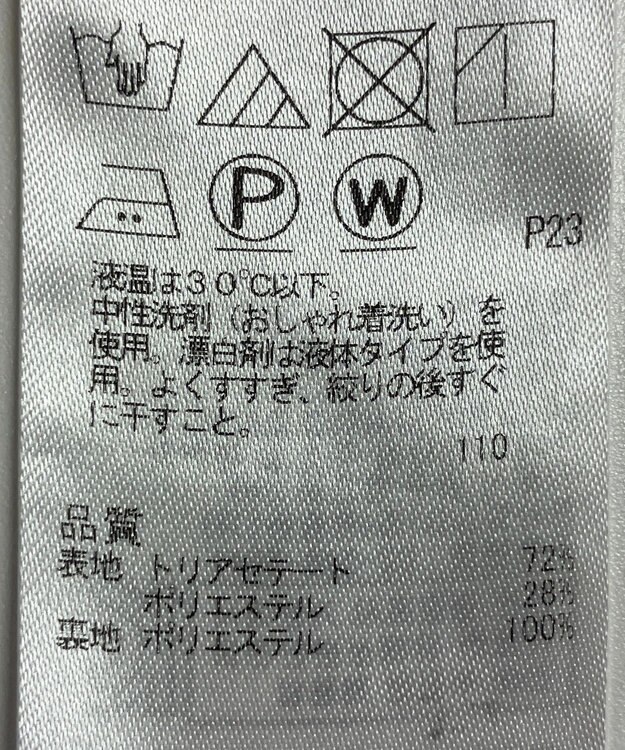 P W
P23
液温は30℃以下。
中性洗剤（おしゃれ着洗い）を
使用。漂白剤は液体タイプを使
用。よくすすぎ、絞りの後すぐ
に干すこと。
110
品質
表地 トリアセテート 72%
ポリエステル 28%
裏地 ポリエステル 100%